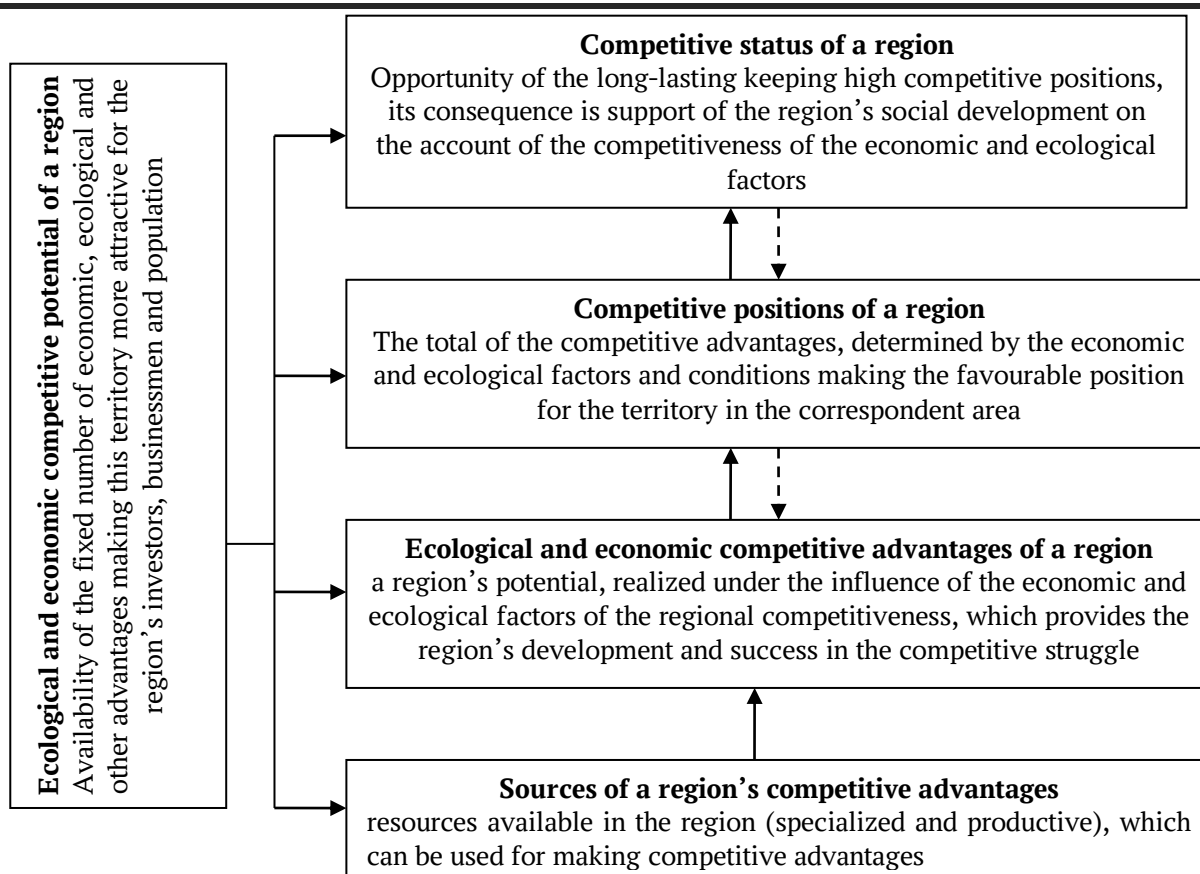 Ecological and economic competitive potential of a region
Availability of the fixed number of economic, ecological and
other advantages making this territory more attractive for the
region’s investors, businessmen and population
Competitive status of a region
Opportunity of the long-lasting keeping high competitive positions,
its consequence is support of the region’s social development on
the account of the competitiveness of the economic and ecological
factors
Competitive positions of a region
The total of the competitive advantages, determined by the economic
and ecological factors and conditions making the favourable position
for the territory in the correspondent area
Ecological and economic competitive advantages of a region
a region’s potential, realized under the influence of the economic and
ecological factors of the regional competitiveness, which provides the
region’s development and success in the competitive struggle
Sources of a region’s competitive advantages
resources available in the region (specialized and productive), which
can be used for making competitive advantages